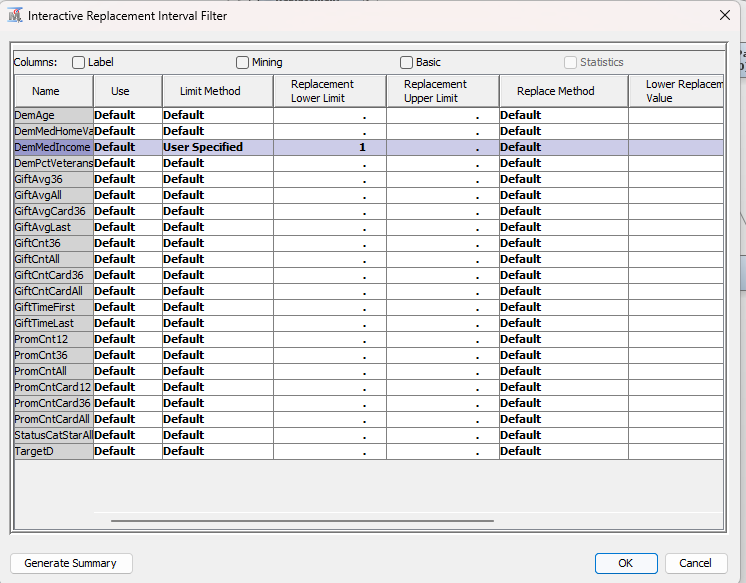 Interactive Replacement Interval Filter
Columns: Label Mining Basic Statistics
Name Use Limit Method Replacement Lower Limit Replacement Upper Limit Replace Method Lower Replacem Value
DemAge Default Default . . Default
DemMedHomeVa Default Default . . Default
DemMedIncome Default User Specified 1 . Default
DemPctVeterans Default Default . . Default
GiftAvg36 Default Default . . Default
GiftAvgAll Default Default . . Default
GiftAvgCard36 Default Default . . Default
GiftAvgLast Default Default . . Default
GiftCnt36 Default Default . . Default
GiftCntAll Default Default . . Default
GiftCntCard36 Default Default . . Default
GiftCntCardAll Default Default . . Default
GiftTimeFirst Default Default . . Default
GiftTimeLast Default Default . . Default
PromCnt12 Default Default . . Default
PromCnt36 Default Default . . Default
PromCntAll Default Default . . Default
PromCntCard12 Default Default . . Default
PromCntCard36 Default Default . . Default
PromCntCardAll Default Default . . Default
StatusCatStarAll Default Default . . Default
TargetD Default Default . . Default
Generate Summary OK Cancel